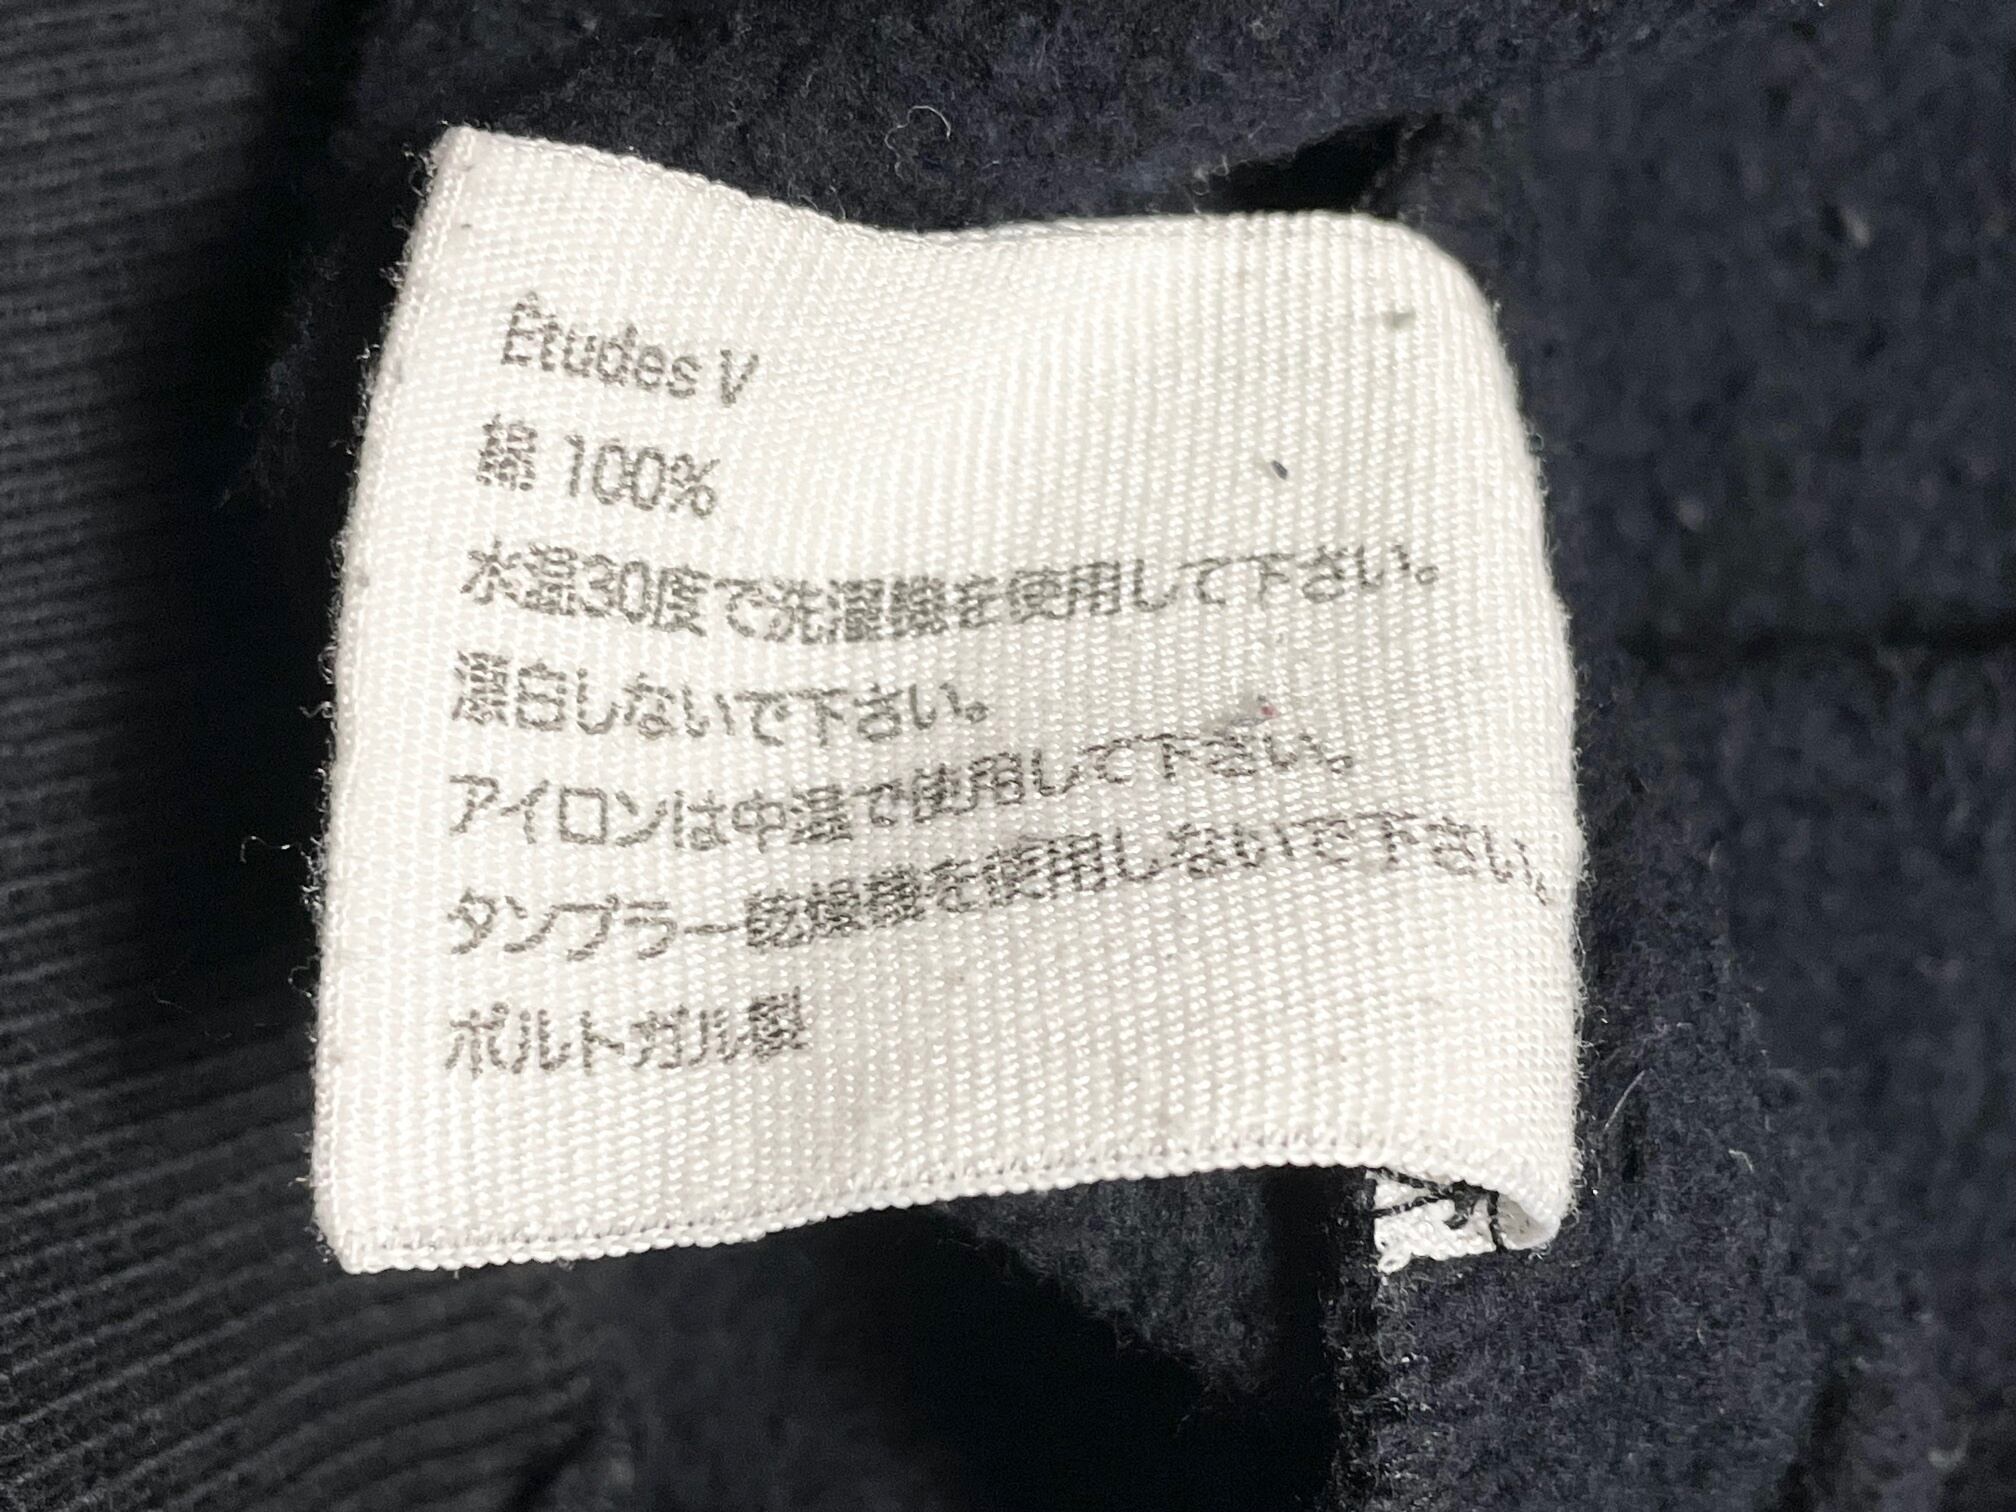 Études V
綿 100%
水温30度で洗濯機を使用して下さい。
漂白しないで下さい。
アイロンは中温で使用して下さい。
タンブラー乾燥機を使用しないで下さい。
ポルトガル製